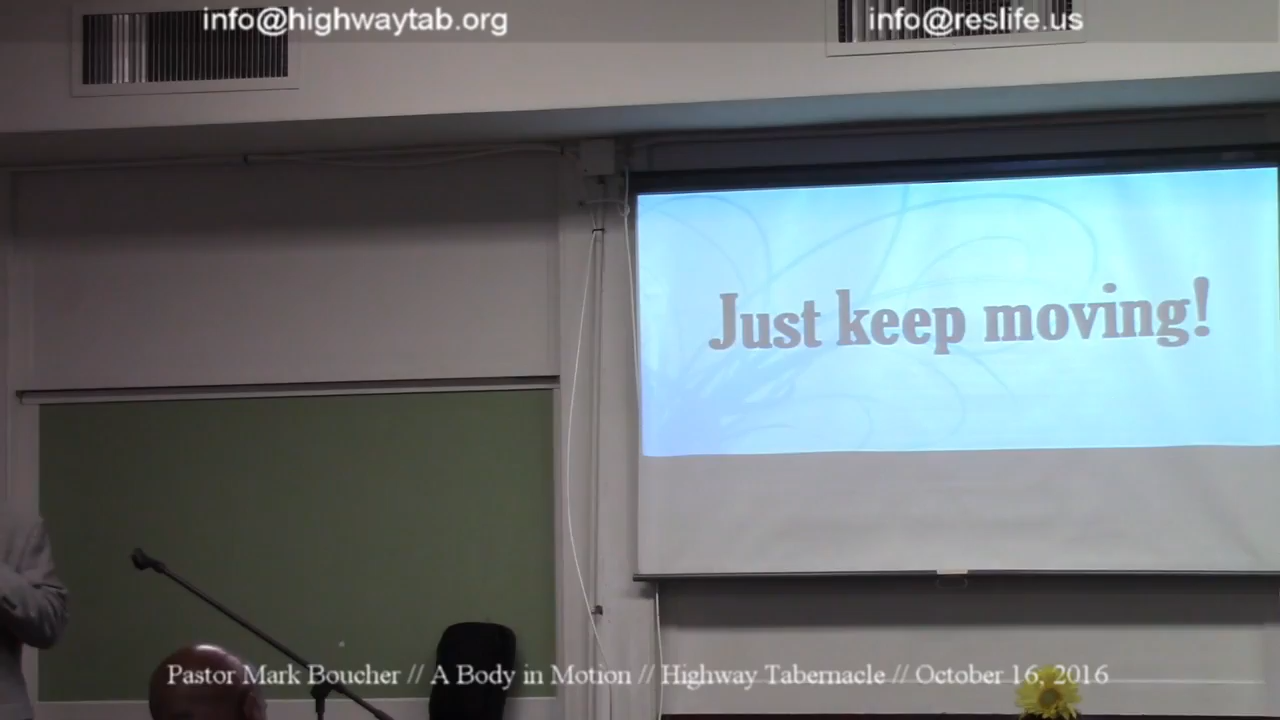 info@highwaytab.org
info@reslife.us
Just keep moving!
Pastor Mark Boucher // A Body in Motion // Highway Tabernacle // October 16, 2016